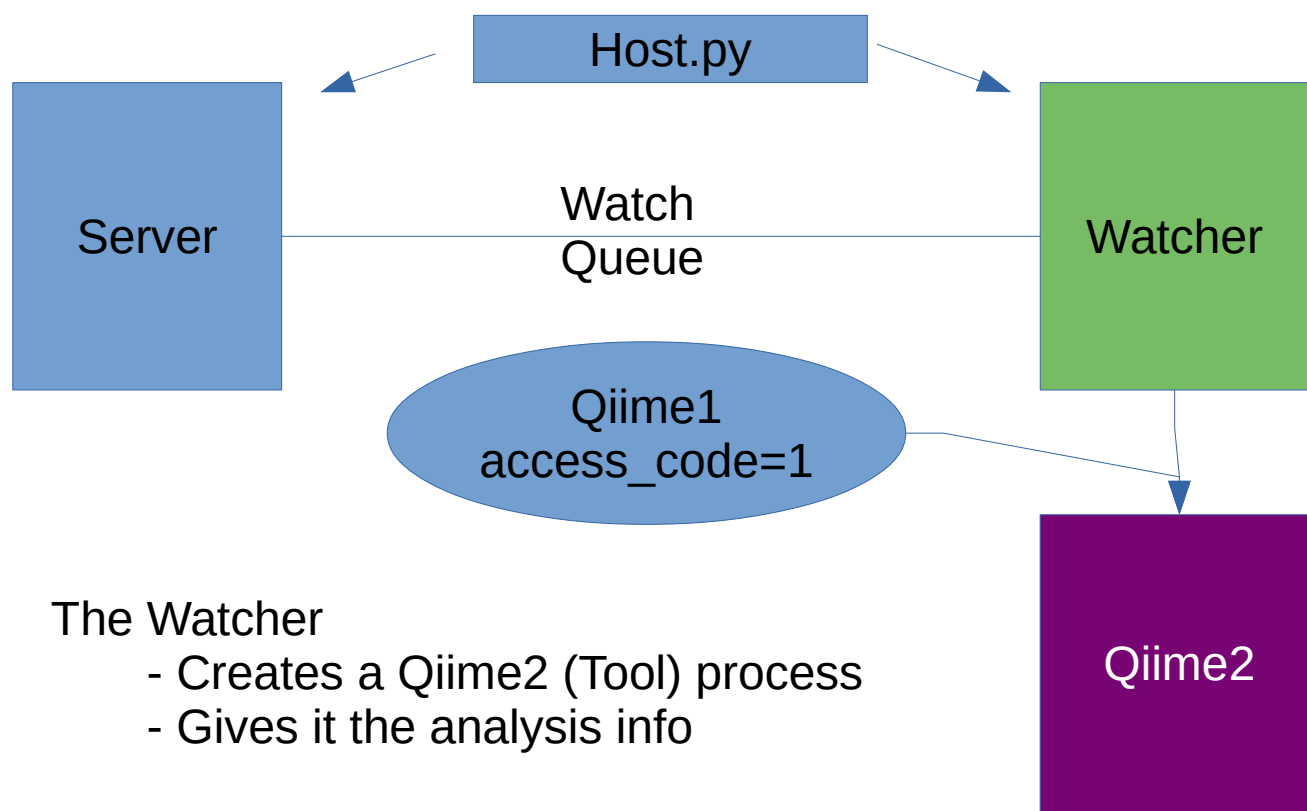 Host.py
Server
Watch
Queue
Watcher
Qiime1
access_code=1
The Watcher
- Creates a Qiime2 (Tool) process
- Gives it the analysis info
Qiime2